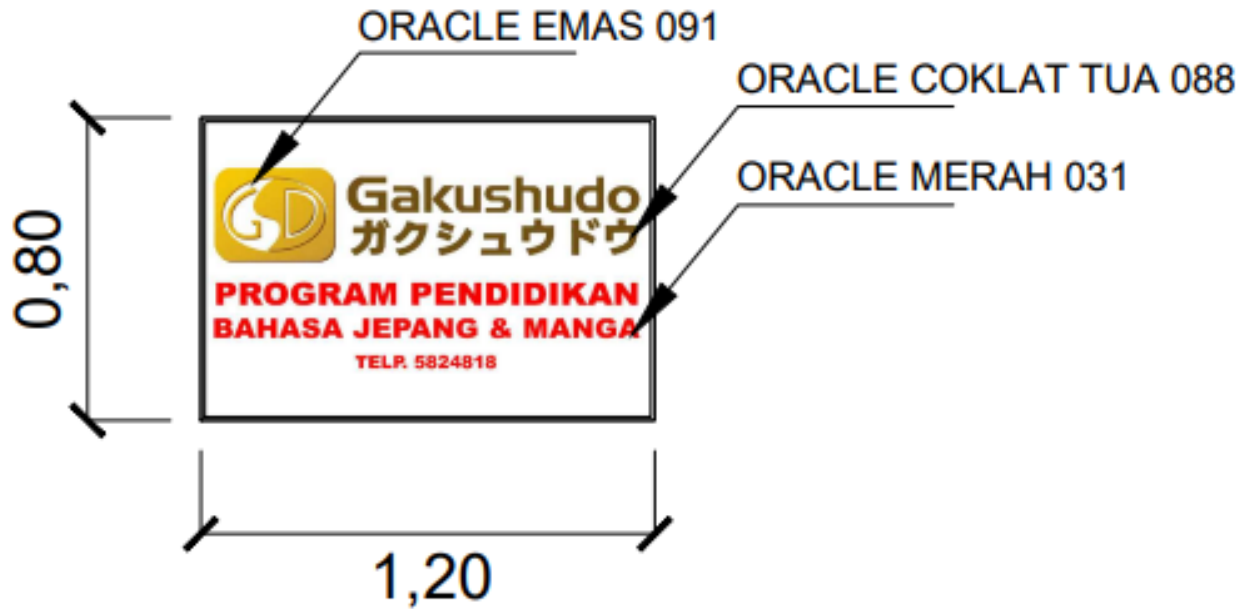 ORACLE EMAS 091
ORACLE COKLAT TUA 088
ORACLE MERAH 031
0,80
GSD
Gakushudo
ガクシュウドウ
PROGRAM PENDIDIKAN
BAHASA JEPANG & MANGA
TELP. 5824818
1,20